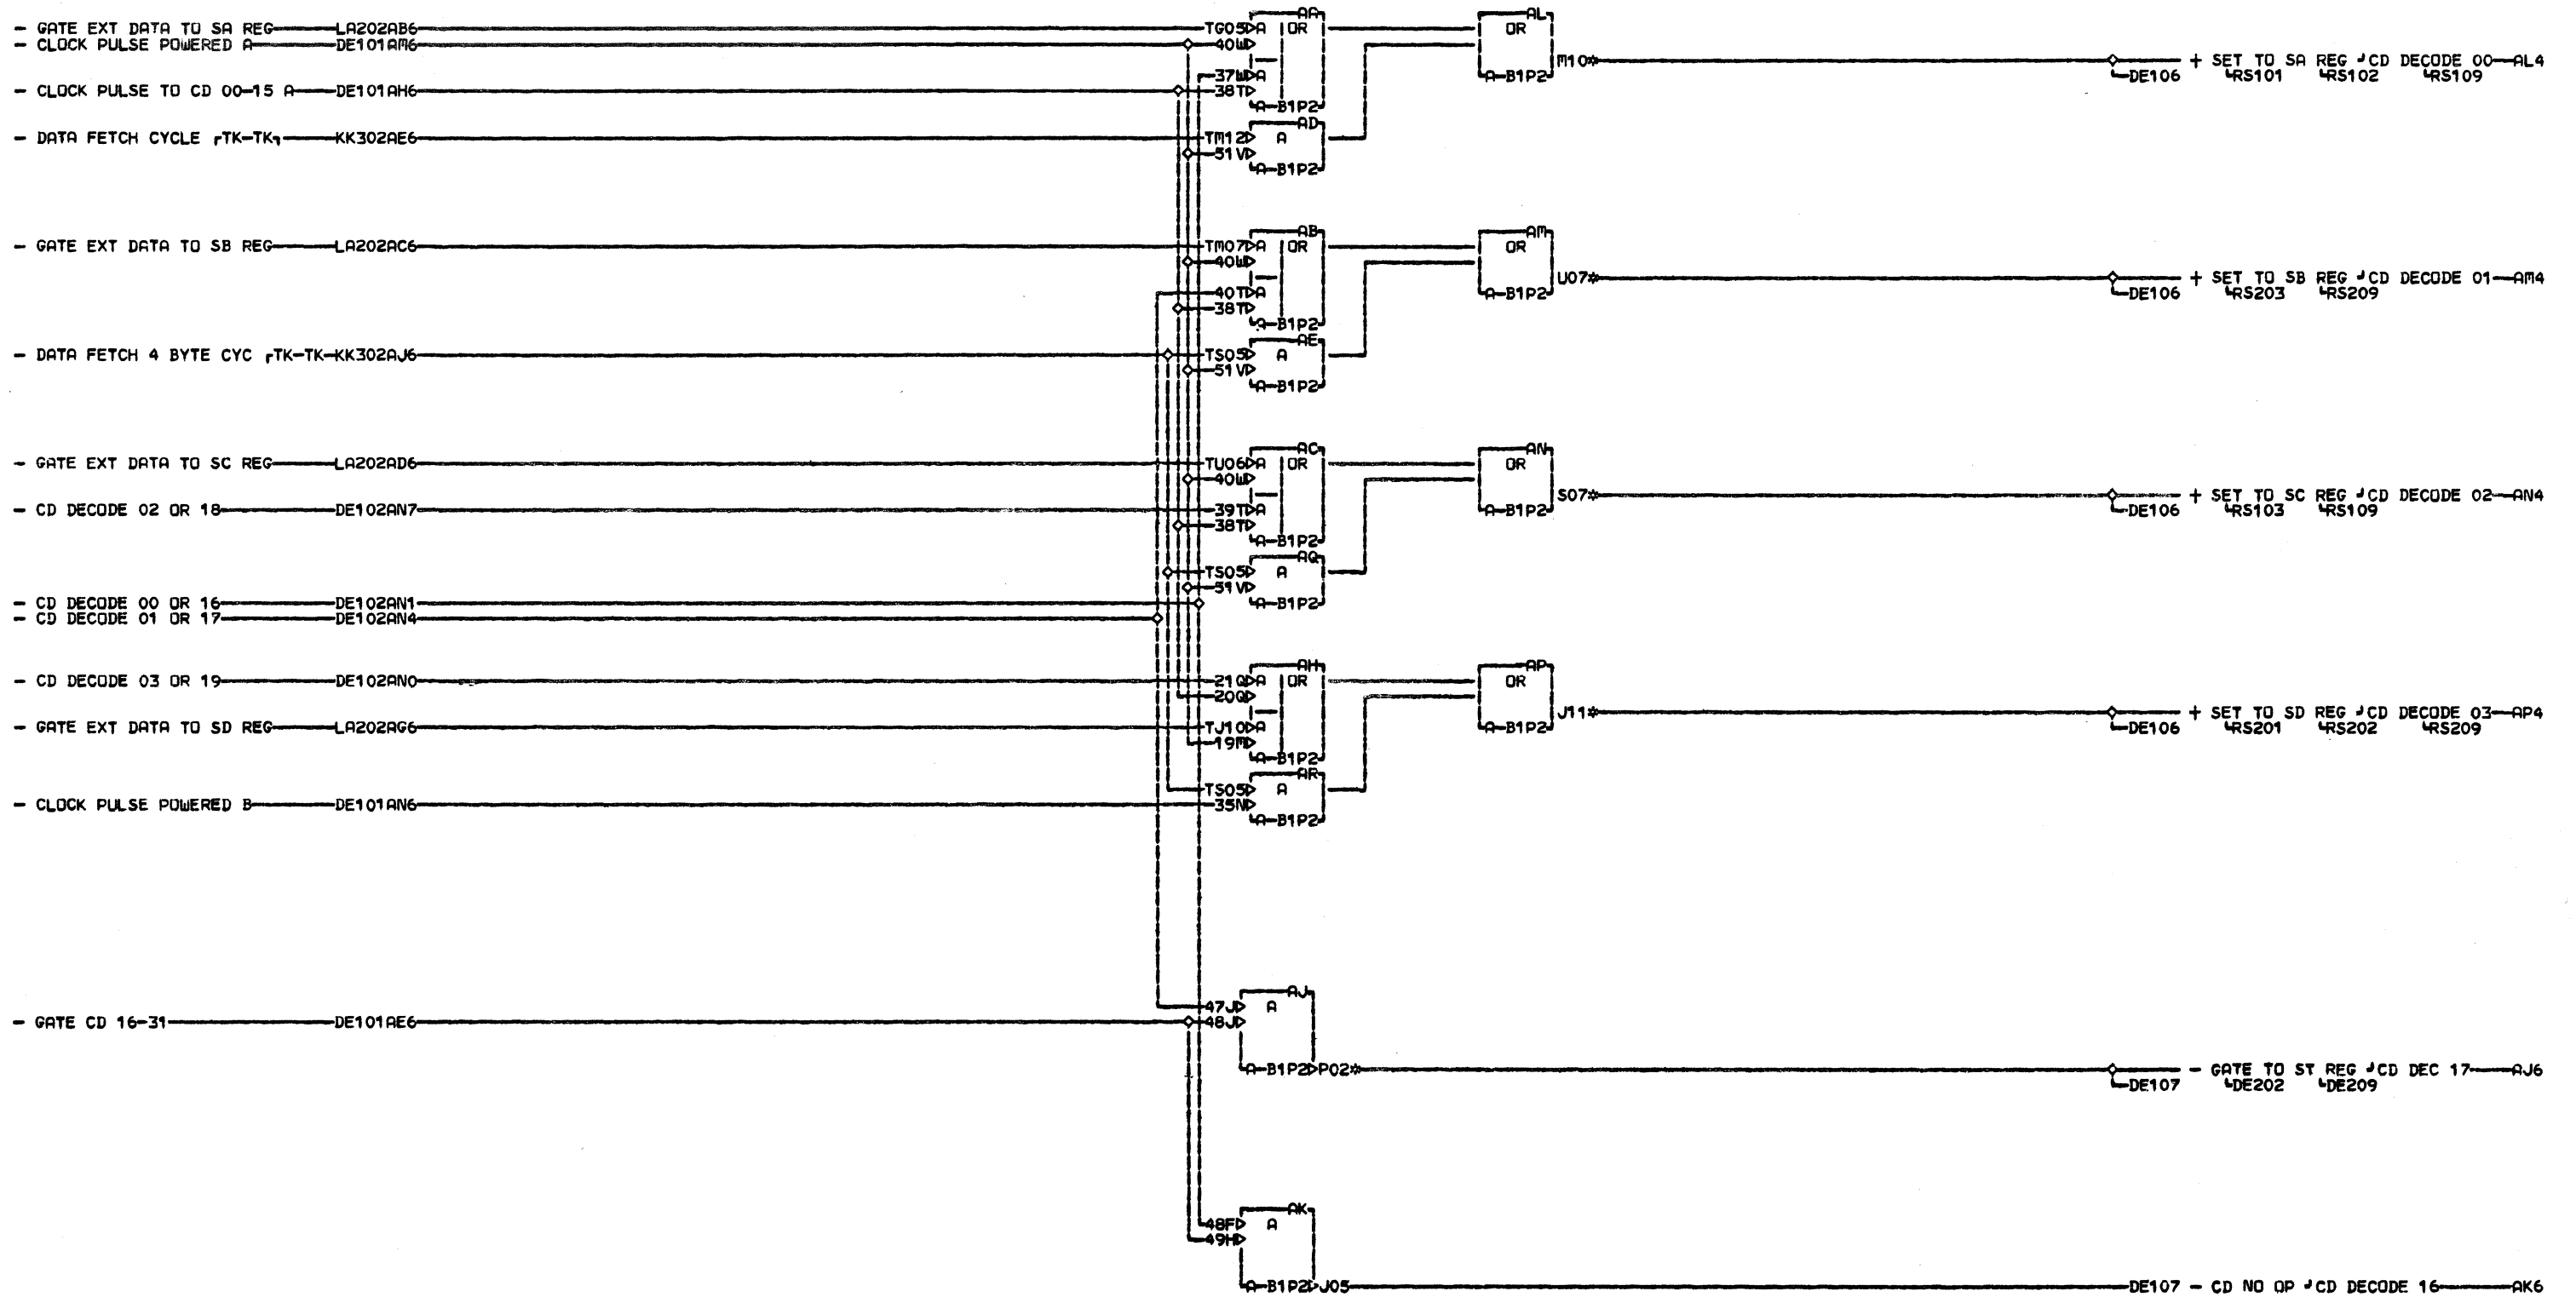 - GATE EXT DATA TO SA REG LA202AB6 TG05 A OR AA OR AL
- CLOCK PULSE POWERED A DE101AM6 40W
M10* + SET TO SA REG CD DECODE 00 AL4
37W A A-B1P2 DE106 RS101 RS102 RS109
- CLOCK PULSE TO CD 00-15 A DE101AH6 38T
A-B1P2
AD
- DATA FETCH CYCLE TK-TK KK302AE6 TM12 A
51V
A-B1P2
AB AM
- GATE EXT DATA TO SB REG LA202AC6 TM07 A OR OR
40W
U07* + SET TO SB REG CD DECODE 01 AM4
40T A A-B1P2 DE106 RS203 RS209
38T
A-B1P2
AE
- DATA FETCH 4 BYTE CYC TK-TK KK302AJ6 TS05 A
51V
A-B1P2
AC AN
- GATE EXT DATA TO SC REG LA202AD6 TU06 A OR OR
40W
S07* + SET TO SC REG CD DECODE 02 AN4
- CD DECODE 02 OR 18 DE102AN7 39T A A-B1P2 DE106 RS103 RS109
38T
A-B1P2
AQ
TS05 A
51V
- CD DECODE 00 OR 16 DE102AN1 A-B1P2
- CD DECODE 01 OR 17 DE102AN4
AH AP
- CD DECODE 03 OR 19 DE102AN0 21Q A OR OR
20Q
J11* + SET TO SD REG CD DECODE 03 AP4
- GATE EXT DATA TO SD REG LA202AG6 TJ10 A A-B1P2 DE106 RS201 RS202 RS209
19M
A-B1P2
AR
TS05 A
- CLOCK PULSE POWERED B DE101AN6 35N
A-B1P2
AJ
47J A
- GATE CD 16-31 DE101AE6 48J
A-B1P2 P02* - GATE TO ST REG CD DEC 17 AJ6
DE107 DE202 DE209
AK
48F A
49H
A-B1P2 J05 DE107 - CD NO OP CD DECODE 16 AK6